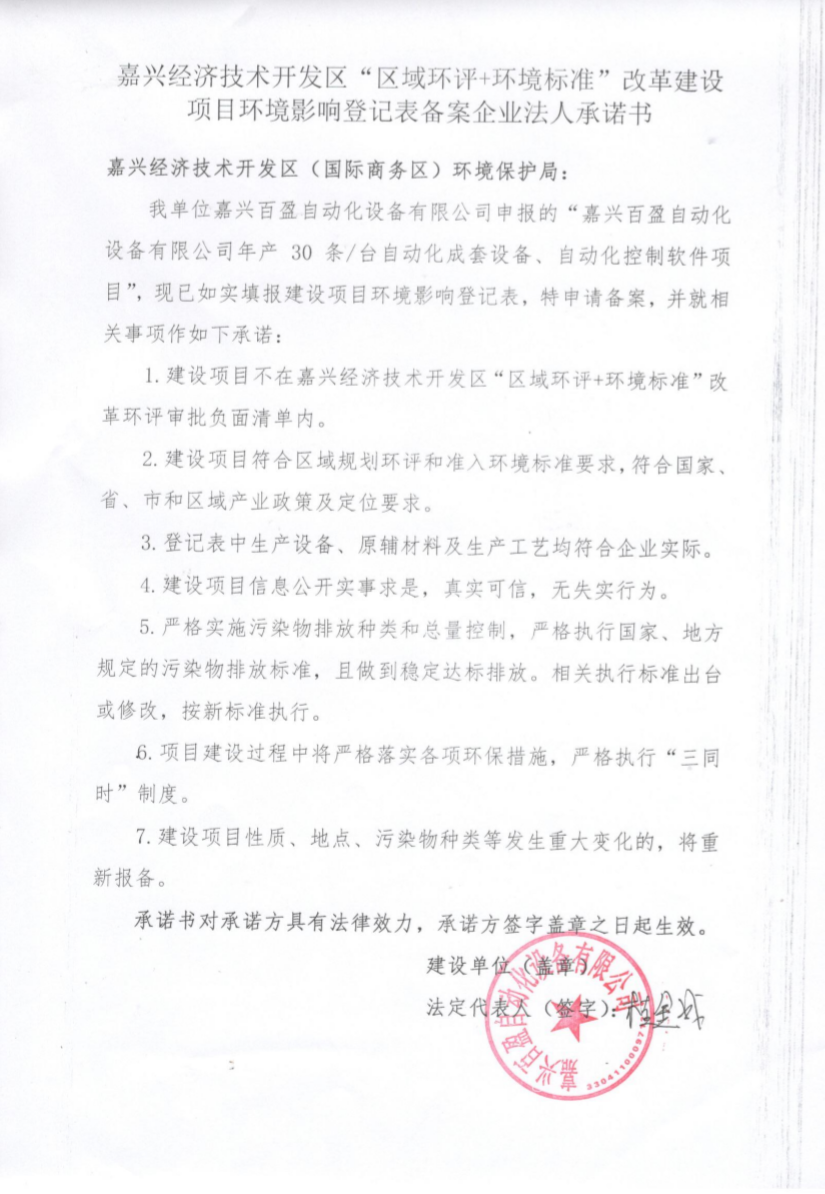 嘉兴经济技术开发区“区域环评+环境标准”改革建设
项目环境影响登记表备案企业法人承诺书
嘉兴经济技术开发区（国际商务区）环境保护局：
我单位嘉兴百盈自动化设备有限公司申报的“嘉兴百盈自动化
设备有限公司年产 30 条/台自动化成套设备、自动化控制软件项
目”，现已如实填报建设项目环境影响登记表，特申请备案，并就相
关事项作如下承诺：
1.建设项目不在嘉兴经济技术开发区“区域环评+环境标准”改
革环评审批负面清单内。
2.建设项目符合区域规划环评和准入环境标准要求，符合国家、
省、市和区域产业政策及定位要求。
3.登记表中生产设备、原辅材料及生产工艺均符合企业实际。
4.建设项目信息公开实事求是，真实可信，无失实行为。
5.严格实施污染物排放种类和总量控制，严格执行国家、地方
规定的污染物排放标准，且做到稳定达标排放。相关执行标准出台
或修改，按新标准执行。
6.项目建设过程中将严格落实各项环保措施，严格执行“三同
时”制度。
7.建设项目性质、地点、污染物种类等发生重大变化的，将重
新报备。
承诺书对承诺方具有法律效力，承诺方签字盖章之日起生效。
建设单位（盖章）
法定代表人（签字）：
嘉兴百盈自动化设备有限公司